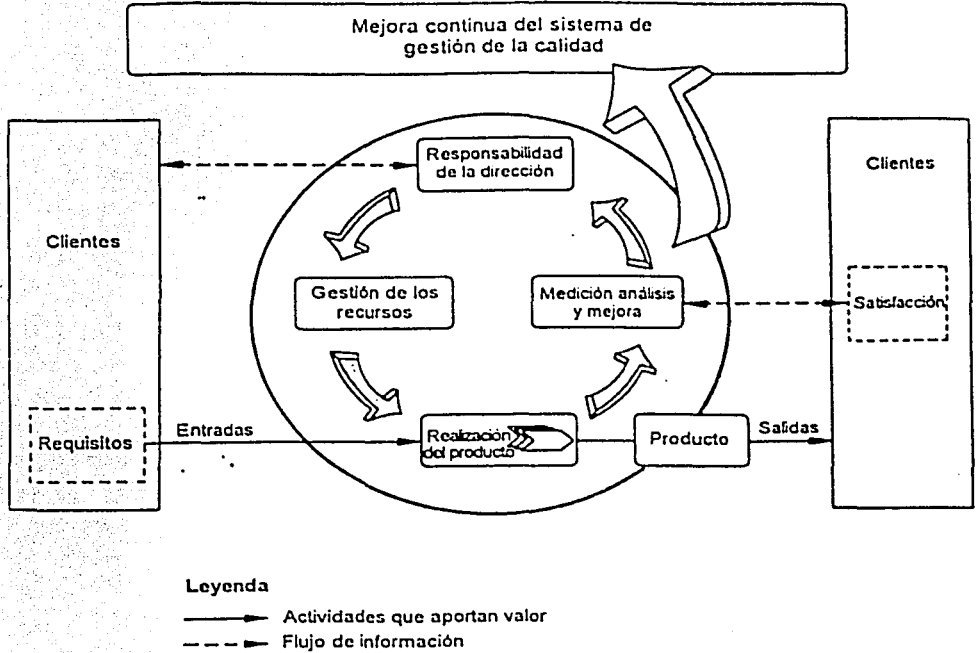 Mejora continua del sistema de
gestión de la calidad
Responsabilidad
de la dirección
Clientes
Clientes
Gestión de los
recursos
Medición análisis
y mejora
Satisfacción
Requisitos
Entradas
Realización
del producto
Producto
Salidas
Leyenda
Actividades que aportan valor
Flujo de información